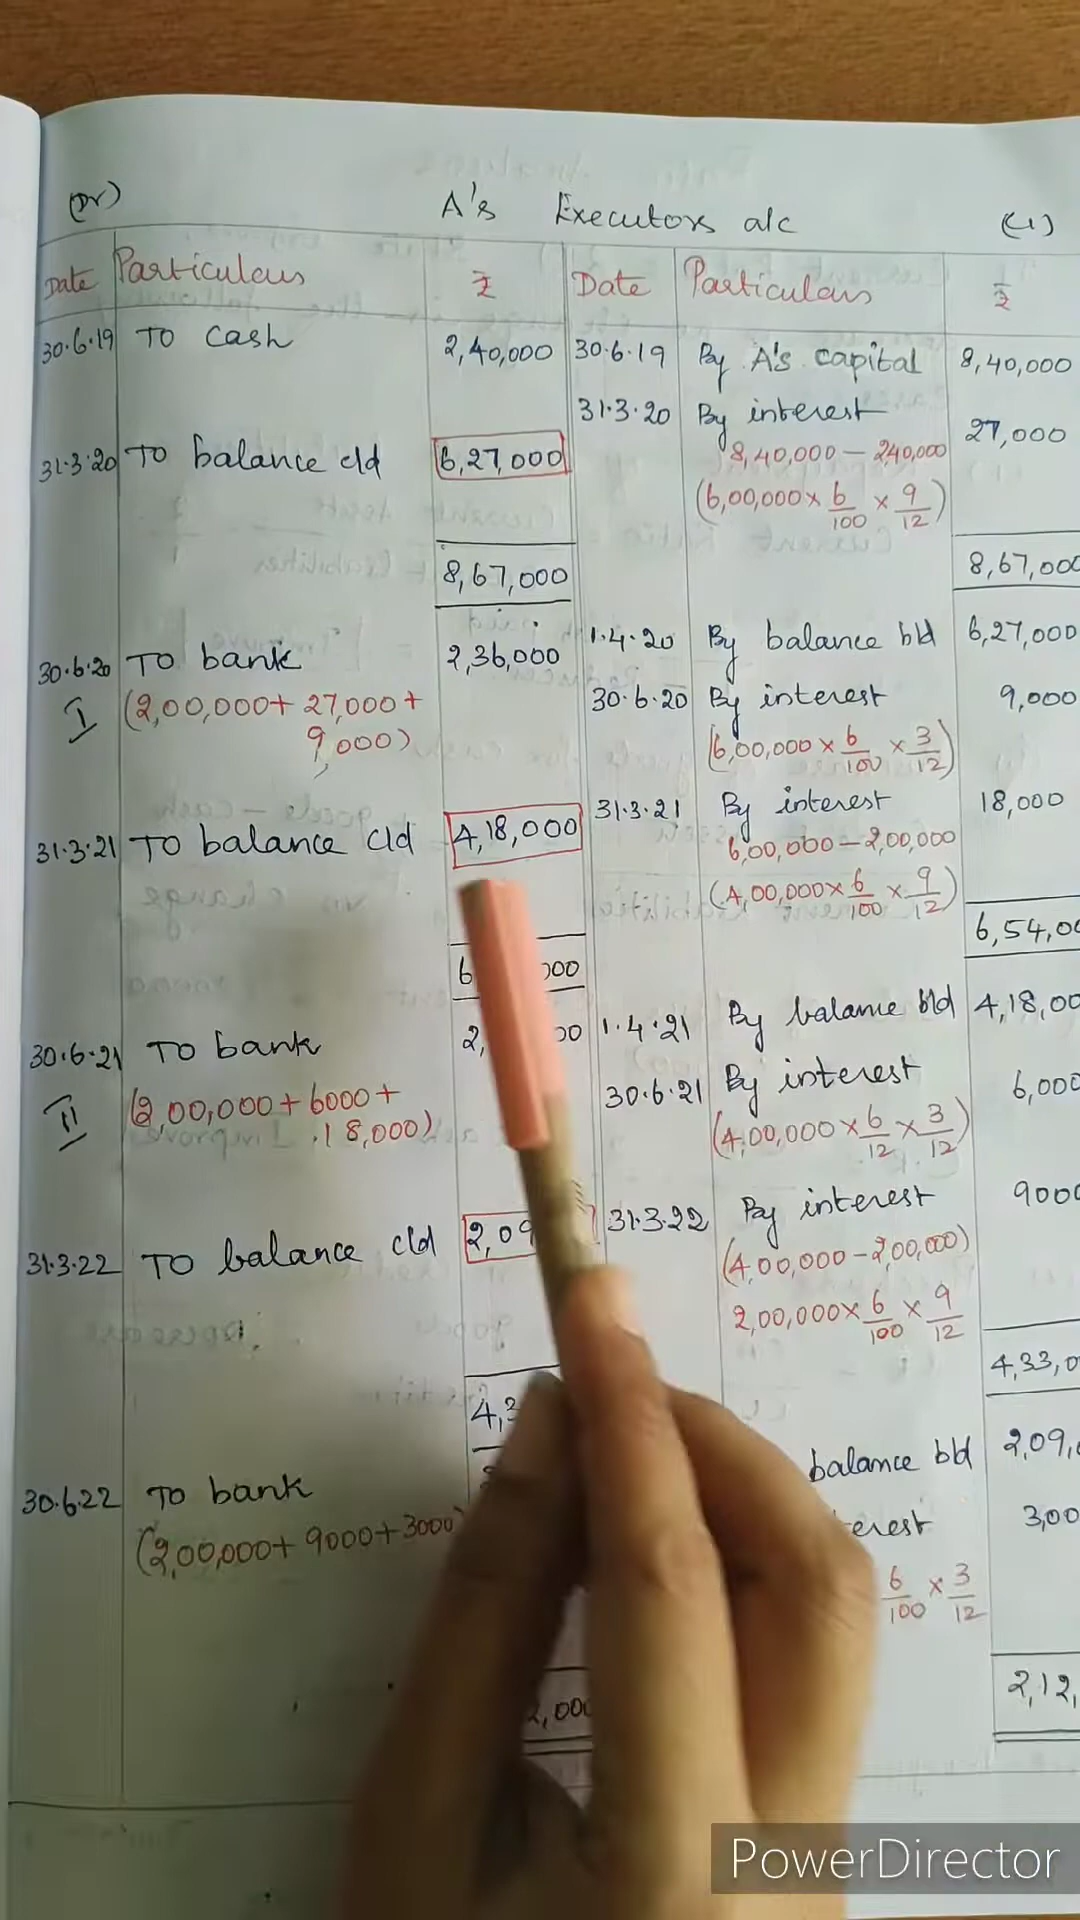 (Dr) A's Executors a/c
Date Particulars ₹ Date Particulars ₹
30.6.19 To cash 2,40,000 30.6.19 By A's capital 8,40,000
31.3.20 By interest 27,000
31.3.20 To balance c/d 6,27,000 8,40,000 — 2,40,000
(6,00,000 × 6/100 × 9/12)
8,67,000 8,67,000
1.4.20 By balance b/d 6,27,000
30.6.20 To bank 2,36,000
I (2,00,000 + 27,000 + 30.6.20 By interest 9,000
9,000) (6,00,000 × 6/100 × 3/12)
31.3.21 By interest 18,000
31.3.21 To balance c/d 4,18,000 6,00,000 — 2,00,000
(4,00,000 × 6/100 × 9/12)
6,54,0
1.4.21 By balance b/d 4,18,00
30.6.21 To bank
30.6.21 By interest 6,000
II (2,00,000 + 6000 + (4,00,000 × 6/12 × 3/12)
18,000)
31.3.22 By interest 9000
31.3.22 To balance c/d 2,09 (4,00,000 - 2,00,000)
2,00,000 × 6/100 × 9/12
4,33,0
balance b/d 2,09,
30.6.22 To bank
(2,00,000 + 9000 + 3000 3,00
6/100 × 3/12
2,12,
PowerDirector